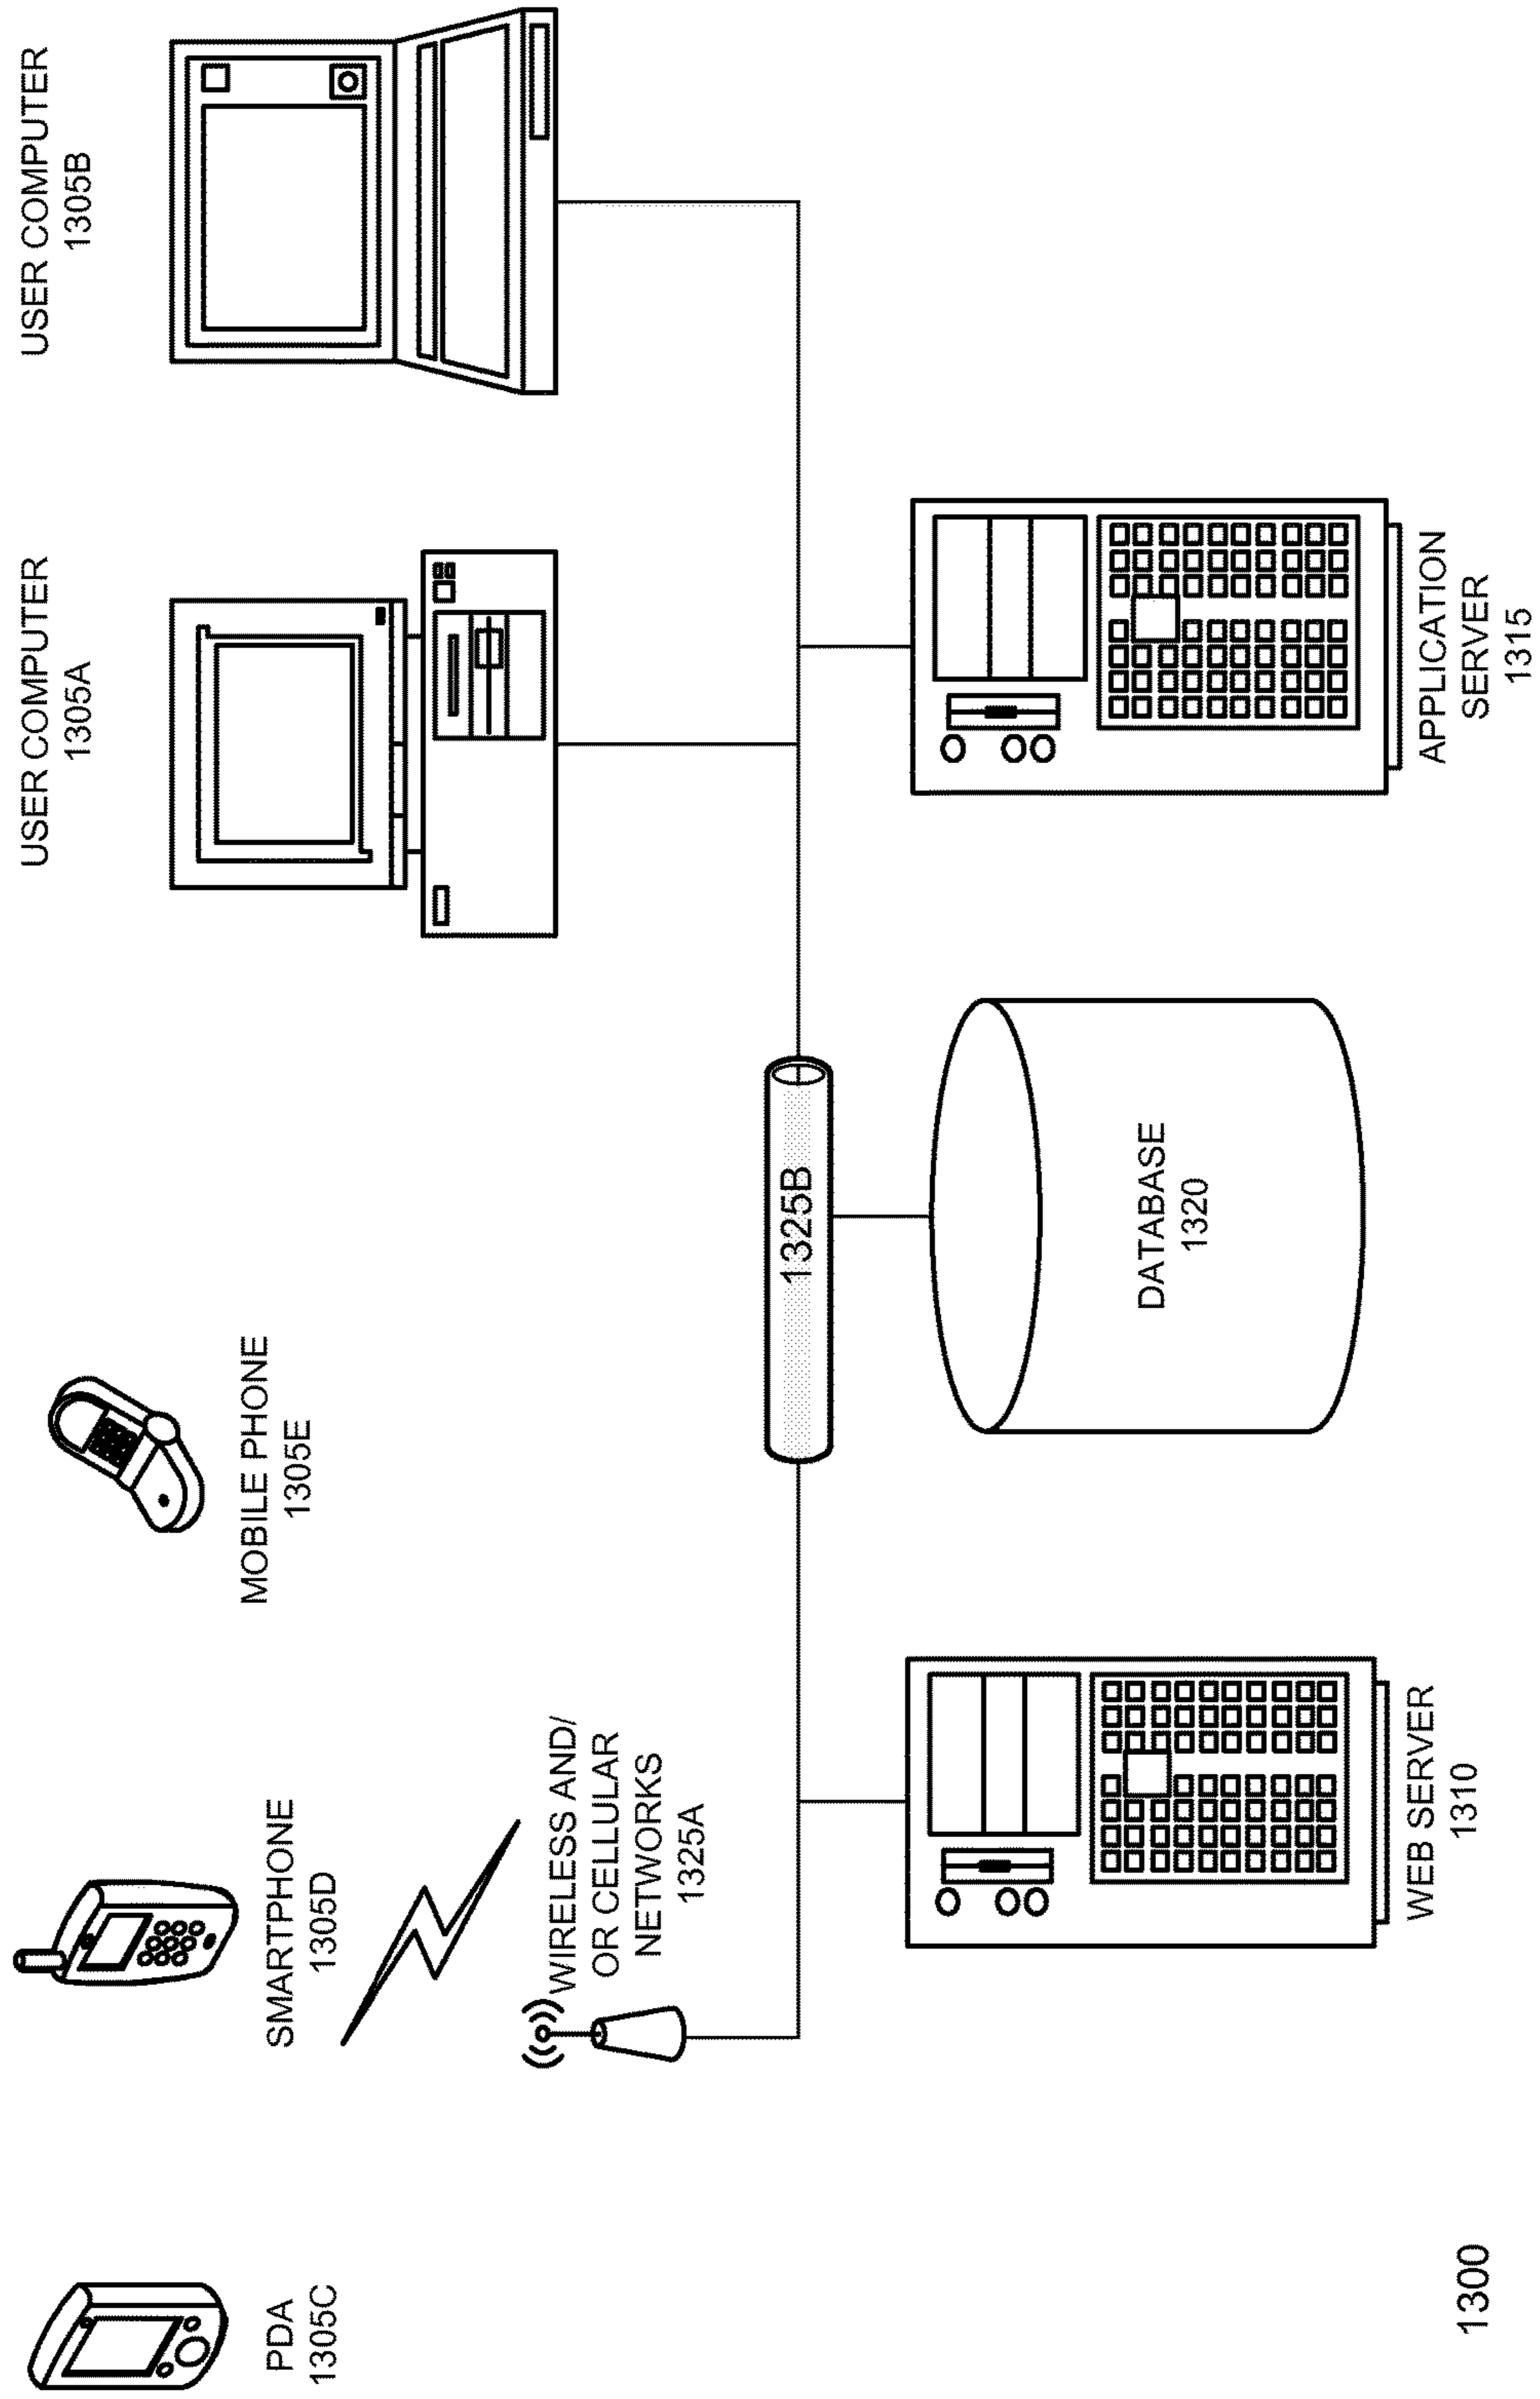 PDA
1305C
SMARTPHONE
1305D
MOBILE PHONE
1305E
USER COMPUTER
1305A
USER COMPUTER
1305B
WIRELESS AND/
OR CELLULAR
NETWORKS
1325A
1325B
WEB SERVER
1310
DATABASE
1320
APPLICATION
SERVER
1315
1300